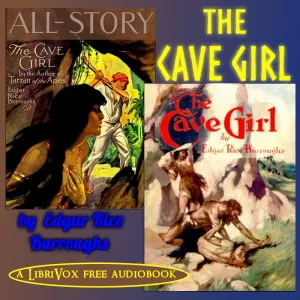 ALL-STORY
The CAVE
GIRL
by the Author of
Tarzan of the Apes
Edgar
Rice
Burroughs
THE
CAVE GIRL
The
Cave Girl
by
Edgar Rice Burroughs
by Edgar Rice
Burroughs
A LIBRIVOX FREE AUDIOBOOK